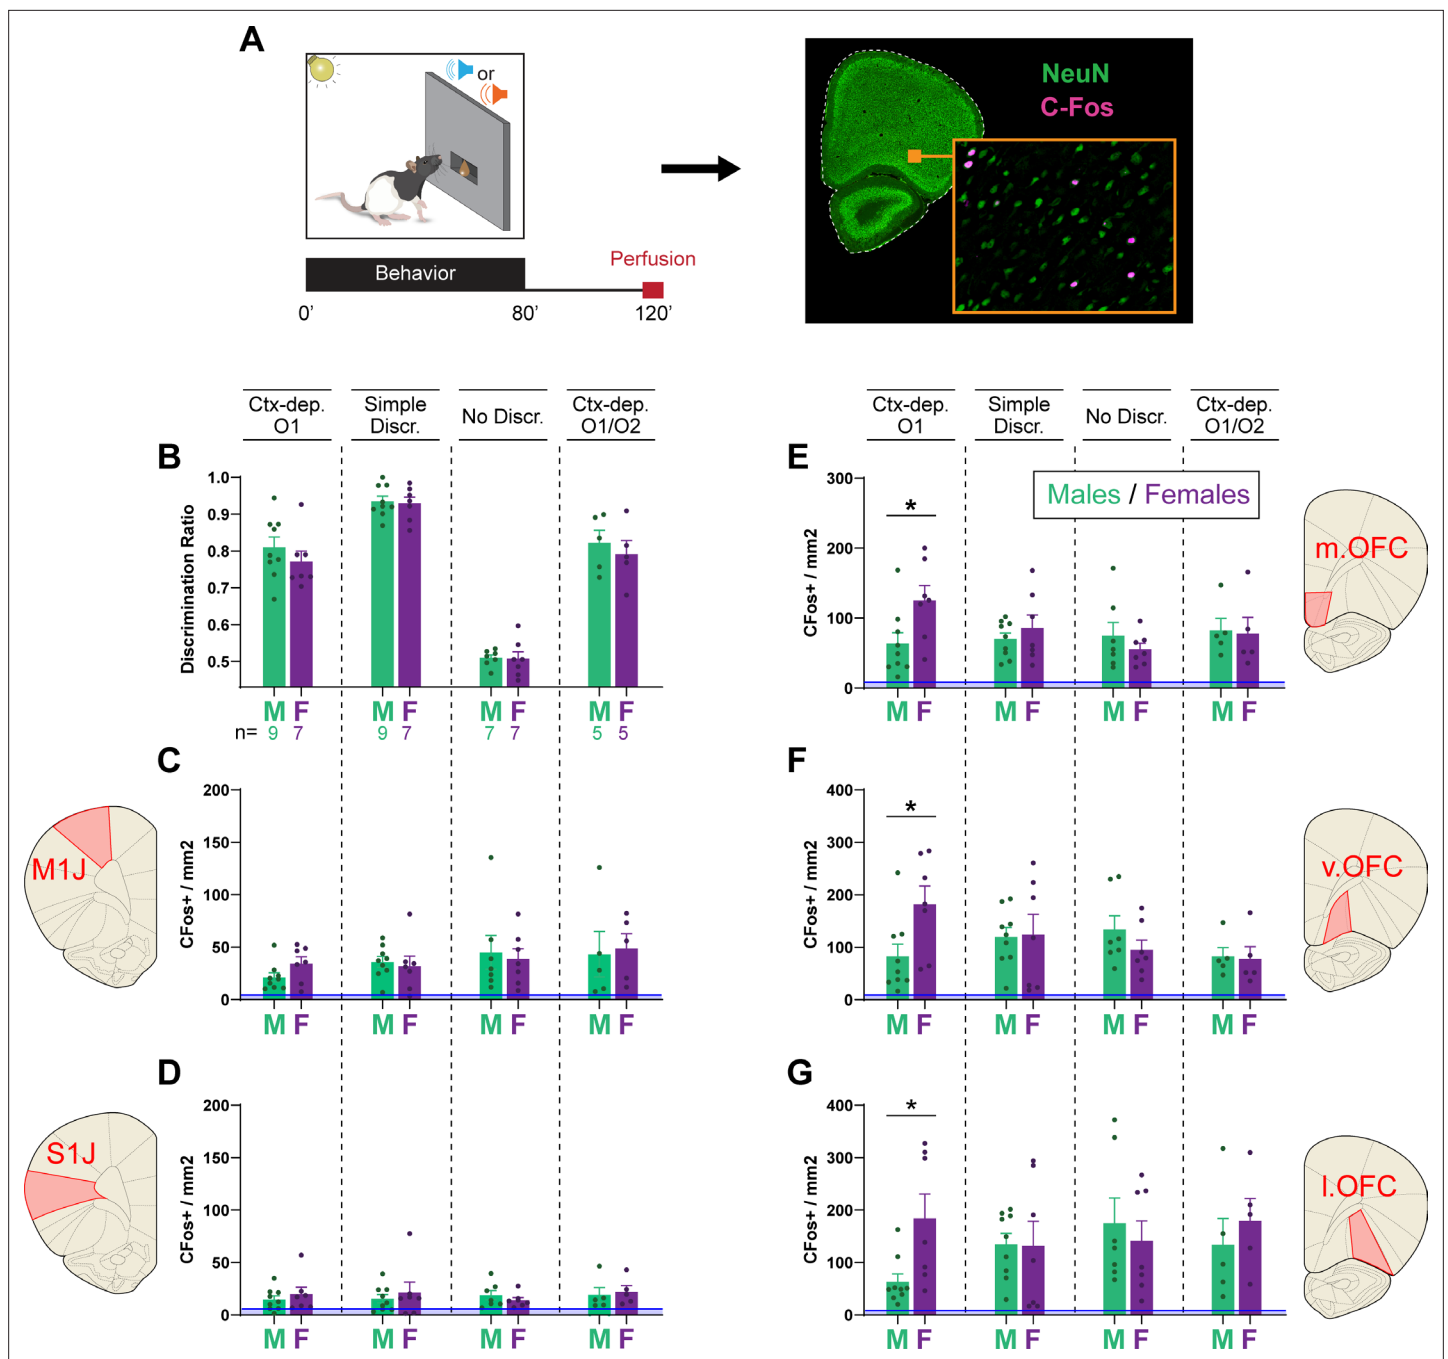 A
or
NeuN
C-Fos
Behavior
Perfusion
0’
80’
120’
Ctx-dep.
O1
Simple
Discr.
No Discr.
Ctx-dep.
O1/O2
B
Discrimination Ratio
1.0
0.9
0.8
0.7
0.6
0.5
M F
M F
M F
M F
n= 9 7
9 7
7 7
5 5
C
M1J
CFos+ / mm2
200
150
100
50
0
M F
M F
M F
M F
D
S1J
CFos+ / mm2
200
150
100
50
0
M F
M F
M F
M F
Ctx-dep.
O1
Simple
Discr.
No Discr.
Ctx-dep.
O1/O2
E
Males / Females
CFos+ / mm2
300
200
100
0
*
m.OFC
M F
M F
M F
M F
F
CFos+ / mm2
400
300
200
100
0
*
v.OFC
M F
M F
M F
M F
G
CFos+ / mm2
400
300
200
100
0
*
l.OFC
M F
M F
M F
M F